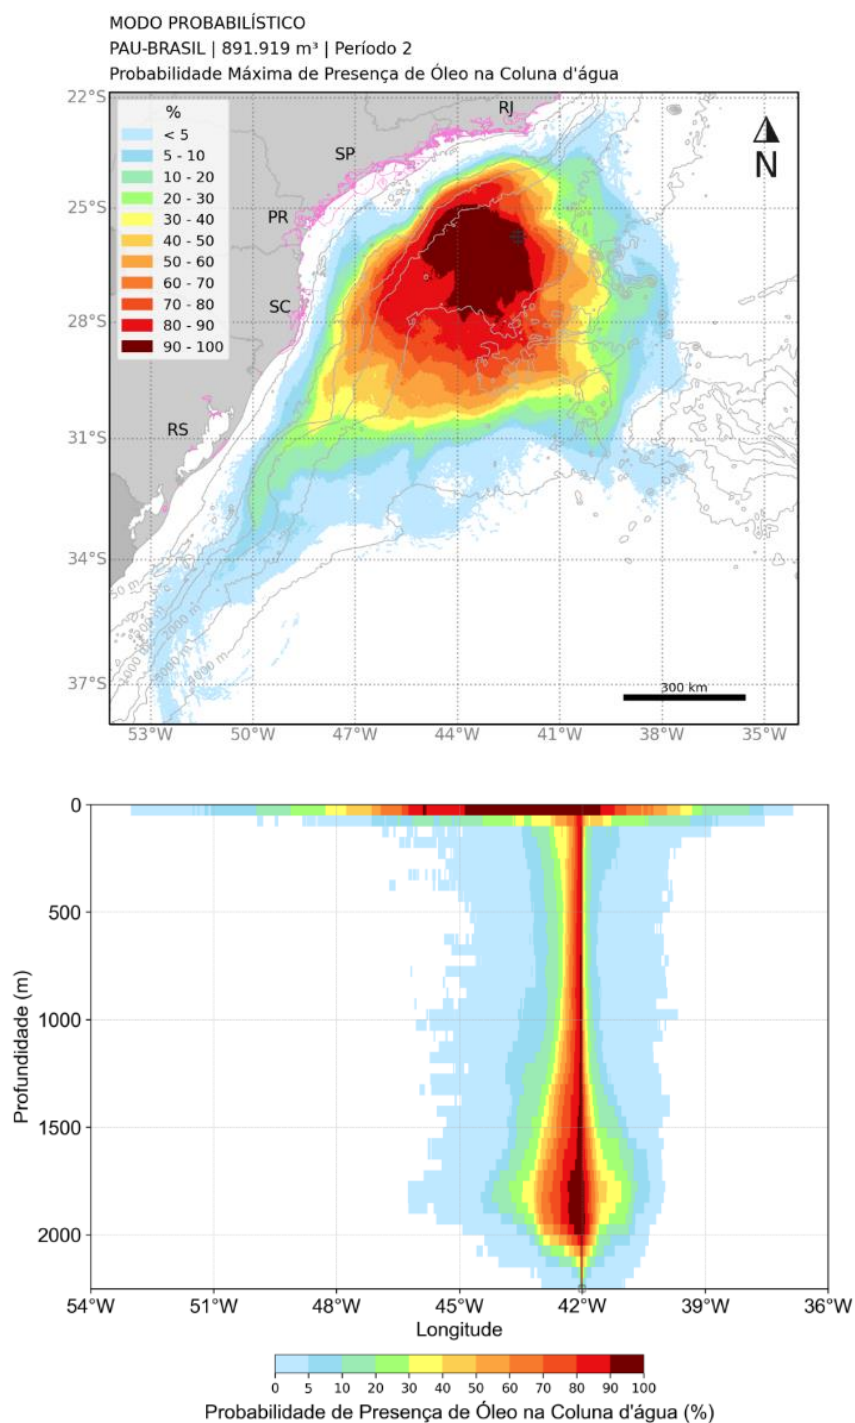 MODO PROBABILÍSTICO
PAU-BRASIL | 891.919 m³ | Período 2
Probabilidade Máxima de Presença de Óleo na Coluna d'água
22°S
25°S
28°S
31°S
34°S
37°S
%
< 5
5 - 10
10 - 20
20 - 30
30 - 40
40 - 50
50 - 60
60 - 70
70 - 80
80 - 90
90 - 100
RJ
SP
PR
SC
RS
N
50 m
1000 m
2000 m
4000 m
300 km
53°W 50°W 47°W 44°W 41°W 38°W 35°W
0
500
1000
1500
2000
Profundidade (m)
54°W 51°W 48°W 45°W 42°W 39°W 36°W
Longitude
0 5 10 20 30 40 50 60 70 80 90 100
Probabilidade de Presença de Óleo na Coluna d'água (%)